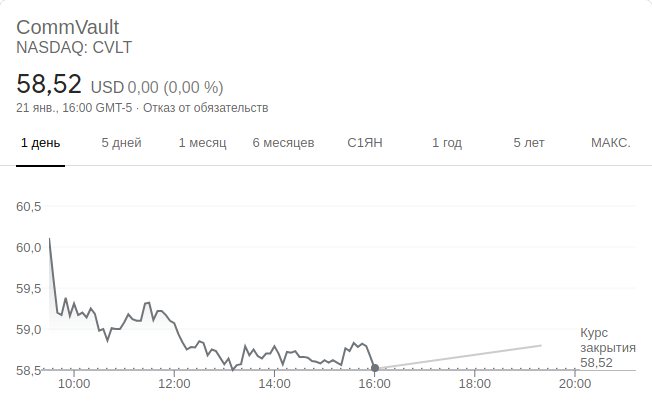 CommVault
NASDAQ: CVLT
58,52 USD 0,00 (0,00 %)
21 янв., 16:00 GMT-5 · Отказ от обязательств
1 день 5 дней 1 месяц 6 месяцев С1ЯН 1 год 5 лет МАКС.
60,5
60,0
59,5
59,0
58,5
Курс
закрытия
58,52
10:00 12:00 14:00 16:00 18:00 20:00